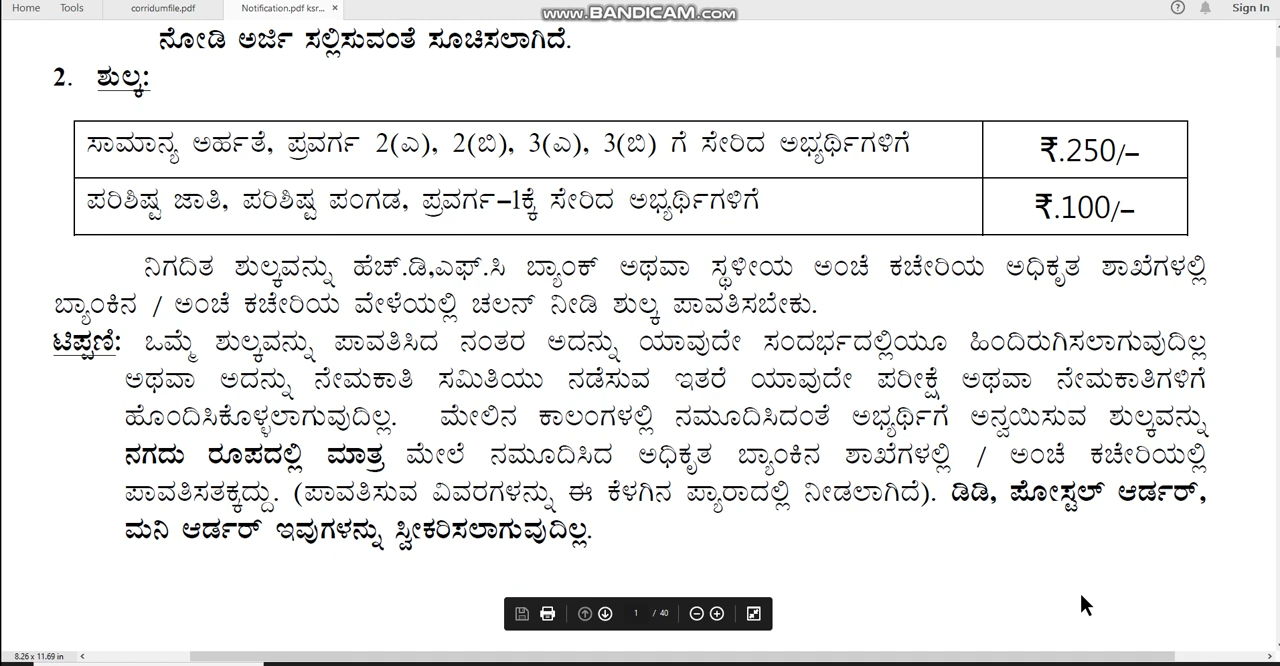 Home Tools corridumfile.pdf Notification.pdf ksr... × www.BANDICAM.com Sign In
ನೋಡಿ ಅರ್ಜಿ ಸಲ್ಲಿಸುವಂತೆ ಸೂಚಿಸಲಾಗಿದೆ.
2. ಶುಲ್ಕ:
ಸಾಮಾನ್ಯ ಅರ್ಹತೆ, ಪ್ರವರ್ಗ 2(ಎ), 2(ಬಿ), 3(ಎ), 3(ಬಿ) ಗೆ ಸೇರಿದ ಅಭ್ಯರ್ಥಿಗಳಿಗೆ ₹.250/–
ಪರಿಶಿಷ್ಟ ಜಾತಿ, ಪರಿಶಿಷ್ಟ ಪಂಗಡ, ಪ್ರವರ್ಗ–1ಕ್ಕೆ ಸೇರಿದ ಅಭ್ಯರ್ಥಿಗಳಿಗೆ ₹.100/–
ನಿಗದಿತ ಶುಲ್ಕವನ್ನು ಹೆಚ್.ಡಿ,ಎಫ್.ಸಿ ಬ್ಯಾಂಕ್ ಅಥವಾ ಸ್ಥಳೀಯ ಅಂಚೆ ಕಚೇರಿಯ ಅಧಿಕೃತ ಶಾಖೆಗಳಲ್ಲಿ
ಬ್ಯಾಂಕಿನ / ಅಂಚೆ ಕಚೇರಿಯ ವೇಳೆಯಲ್ಲಿ ಚಲನ್ ನೀಡಿ ಶುಲ್ಕ ಪಾವತಿಸಬೇಕು.
ಟಿಪ್ಪಣಿ: ಒಮ್ಮೆ ಶುಲ್ಕವನ್ನು ಪಾವತಿಸಿದ ನಂತರ ಅದನ್ನು ಯಾವುದೇ ಸಂದರ್ಭದಲ್ಲಿಯೂ ಹಿಂದಿರುಗಿಸಲಾಗುವುದಿಲ್ಲ
ಅಥವಾ ಅದನ್ನು ನೇಮಕಾತಿ ಸಮಿತಿಯು ನಡೆಸುವ ಇತರೆ ಯಾವುದೇ ಪರೀಕ್ಷೆ ಅಥವಾ ನೇಮಕಾತಿಗಳಿಗೆ
ಹೊಂದಿಸಿಕೊಳ್ಳಲಾಗುವುದಿಲ್ಲ. ಮೇಲಿನ ಕಾಲಂಗಳಲ್ಲಿ ನಮೂದಿಸಿದಂತೆ ಅಭ್ಯರ್ಥಿಗೆ ಅನ್ವಯಿಸುವ ಶುಲ್ಕವನ್ನು
ನಗದು ರೂಪದಲ್ಲಿ ಮಾತ್ರ ಮೇಲೆ ನಮೂದಿಸಿದ ಅಧಿಕೃತ ಬ್ಯಾಂಕಿನ ಶಾಖೆಗಳಲ್ಲಿ / ಅಂಚೆ ಕಚೇರಿಯಲ್ಲಿ
ಪಾವತಿಸತಕ್ಕದ್ದು. (ಪಾವತಿಸುವ ವಿವರಗಳನ್ನು ಈ ಕೆಳಗಿನ ಪ್ಯಾರಾದಲ್ಲಿ ನೀಡಲಾಗಿದೆ). ಡಿಡಿ, ಪೋಸ್ಟಲ್ ಆರ್ಡರ್,
ಮನಿ ಆರ್ಡರ್ ಇವುಗಳನ್ನು ಸ್ವೀಕರಿಸಲಾಗುವುದಿಲ್ಲ.
1 / 40
8.26 x 11.69 in